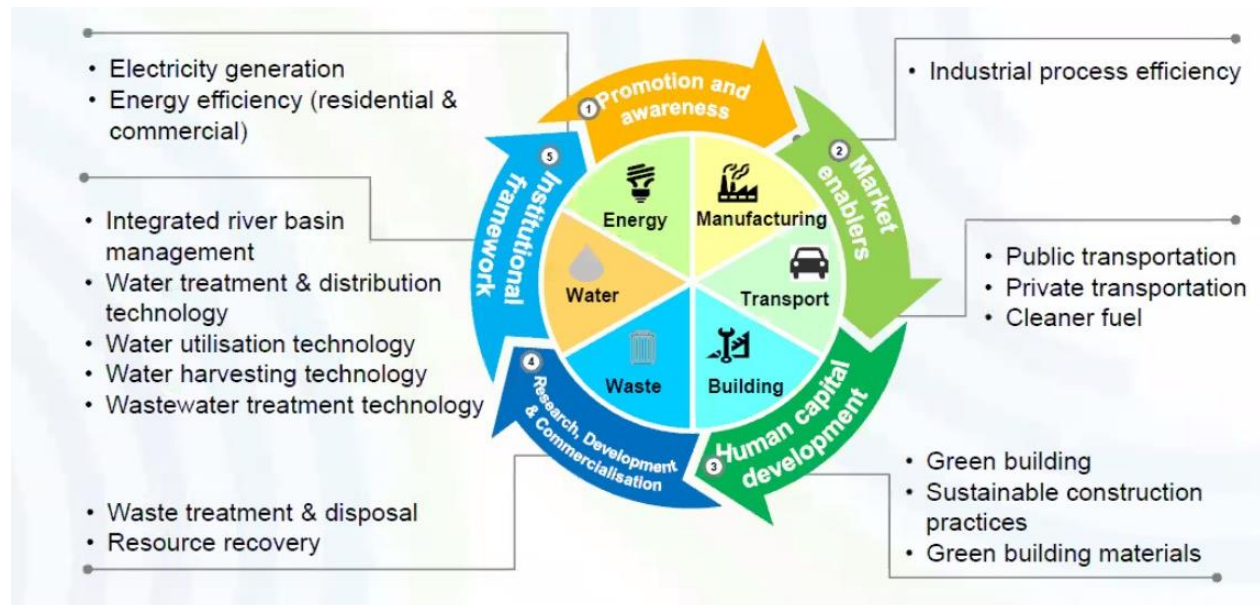 • Electricity generation
• Energy efficiency (residential &
commercial)
• Integrated river basin
management
• Water treatment & distribution
technology
• Water utilisation technology
• Water harvesting technology
• Wastewater treatment technology
• Waste treatment & disposal
• Resource recovery
1
Promotion and
awareness
2
Market
enablers
3
Human capital
development
4
Research, Development
& Commercialisation
5
Institutional
framework
Energy
Manufacturing
Water
Transport
Waste
Building
• Industrial process efficiency
• Public transportation
• Private transportation
• Cleaner fuel
• Green building
• Sustainable construction
practices
• Green building materials